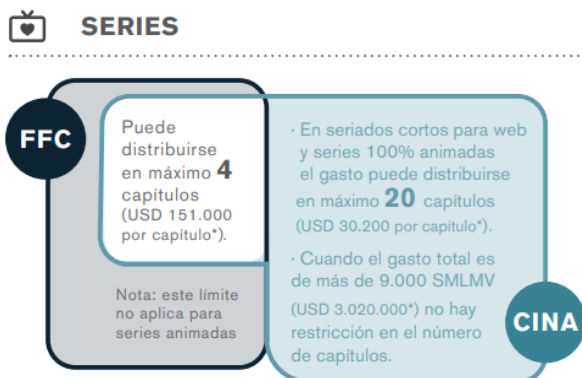 SERIES
FFC
Puede
distribuirse
en máximo 4
capítulos
(USD 151.000
por capítulo*).
Nota: este límite
no aplica para
series animadas
· En seriados cortos para web
y series 100% animadas
el gasto puede distribuirse
en máximo 20 capítulos
(USD 30.200 por capítulo*).
· Cuando el gasto total es
de más de 9.000 SMLMV
(USD 3.020.000*) no hay
restricción en el número
de capítulos.
CINA